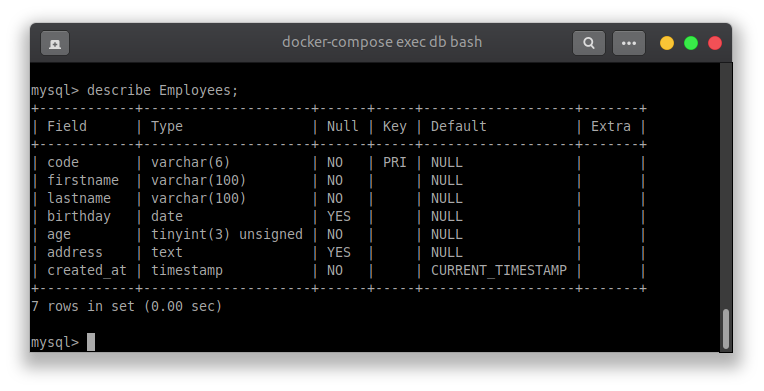 docker-compose exec db bash
mysql> describe Employees;
+------------+---------------------+------+-----+-------------------+-------+
| Field      | Type                | Null | Key | Default           | Extra |
+------------+---------------------+------+-----+-------------------+-------+
| code       | varchar(6)          | NO   | PRI | NULL              |       |
| firstname  | varchar(100)        | NO   |     | NULL              |       |
| lastname   | varchar(100)        | NO   |     | NULL              |       |
| birthday   | date                | YES  |     | NULL              |       |
| age        | tinyint(3) unsigned | NO   |     | NULL              |       |
| address    | text                | YES  |     | NULL              |       |
| created_at | timestamp           | NO   |     | CURRENT_TIMESTAMP |       |
+------------+---------------------+------+-----+-------------------+-------+
7 rows in set (0.00 sec)
mysql>